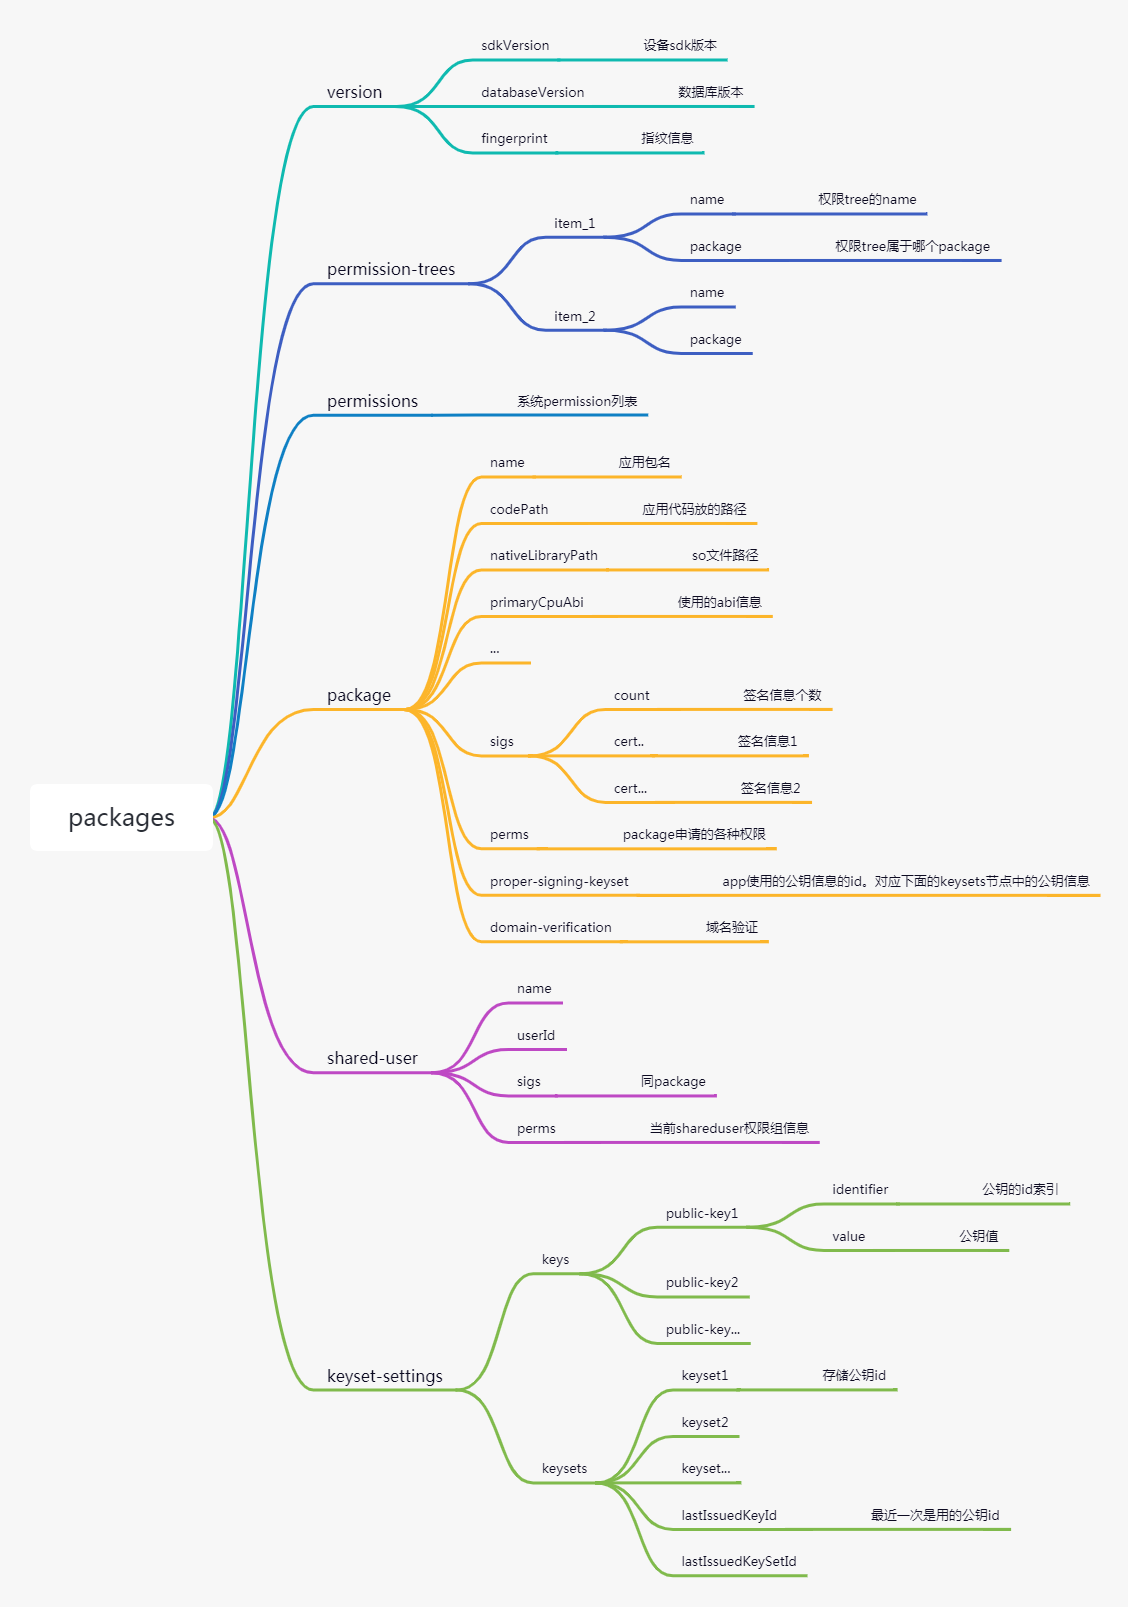 packages
version
sdkVersion
设备sdk版本
databaseVersion
数据库版本
fingerprint
指纹信息
permission-trees
item_1
name
权限tree的name
package
权限tree属于哪个package
item_2
name
package
permissions
系统permission列表
package
name
应用包名
codePath
应用代码放的路径
nativeLibraryPath
so文件路径
primaryCpuAbi
使用的abi信息
...
sigs
count
签名信息个数
cert..
签名信息1
cert...
签名信息2
perms
package申请的各种权限
proper-signing-keyset
app使用的公钥信息的id。对应下面的keysets节点中的公钥信息
domain-verification
域名验证
shared-user
name
userId
sigs
同package
perms
当前shareduser权限组信息
keyset-settings
keys
public-key1
identifier
公钥的id索引
value
公钥值
public-key2
public-key...
keysets
keyset1
存储公钥id
keyset2
keyset...
lastIssuedKeyId
最近一次是用的公钥id
lastIssuedKeySetId